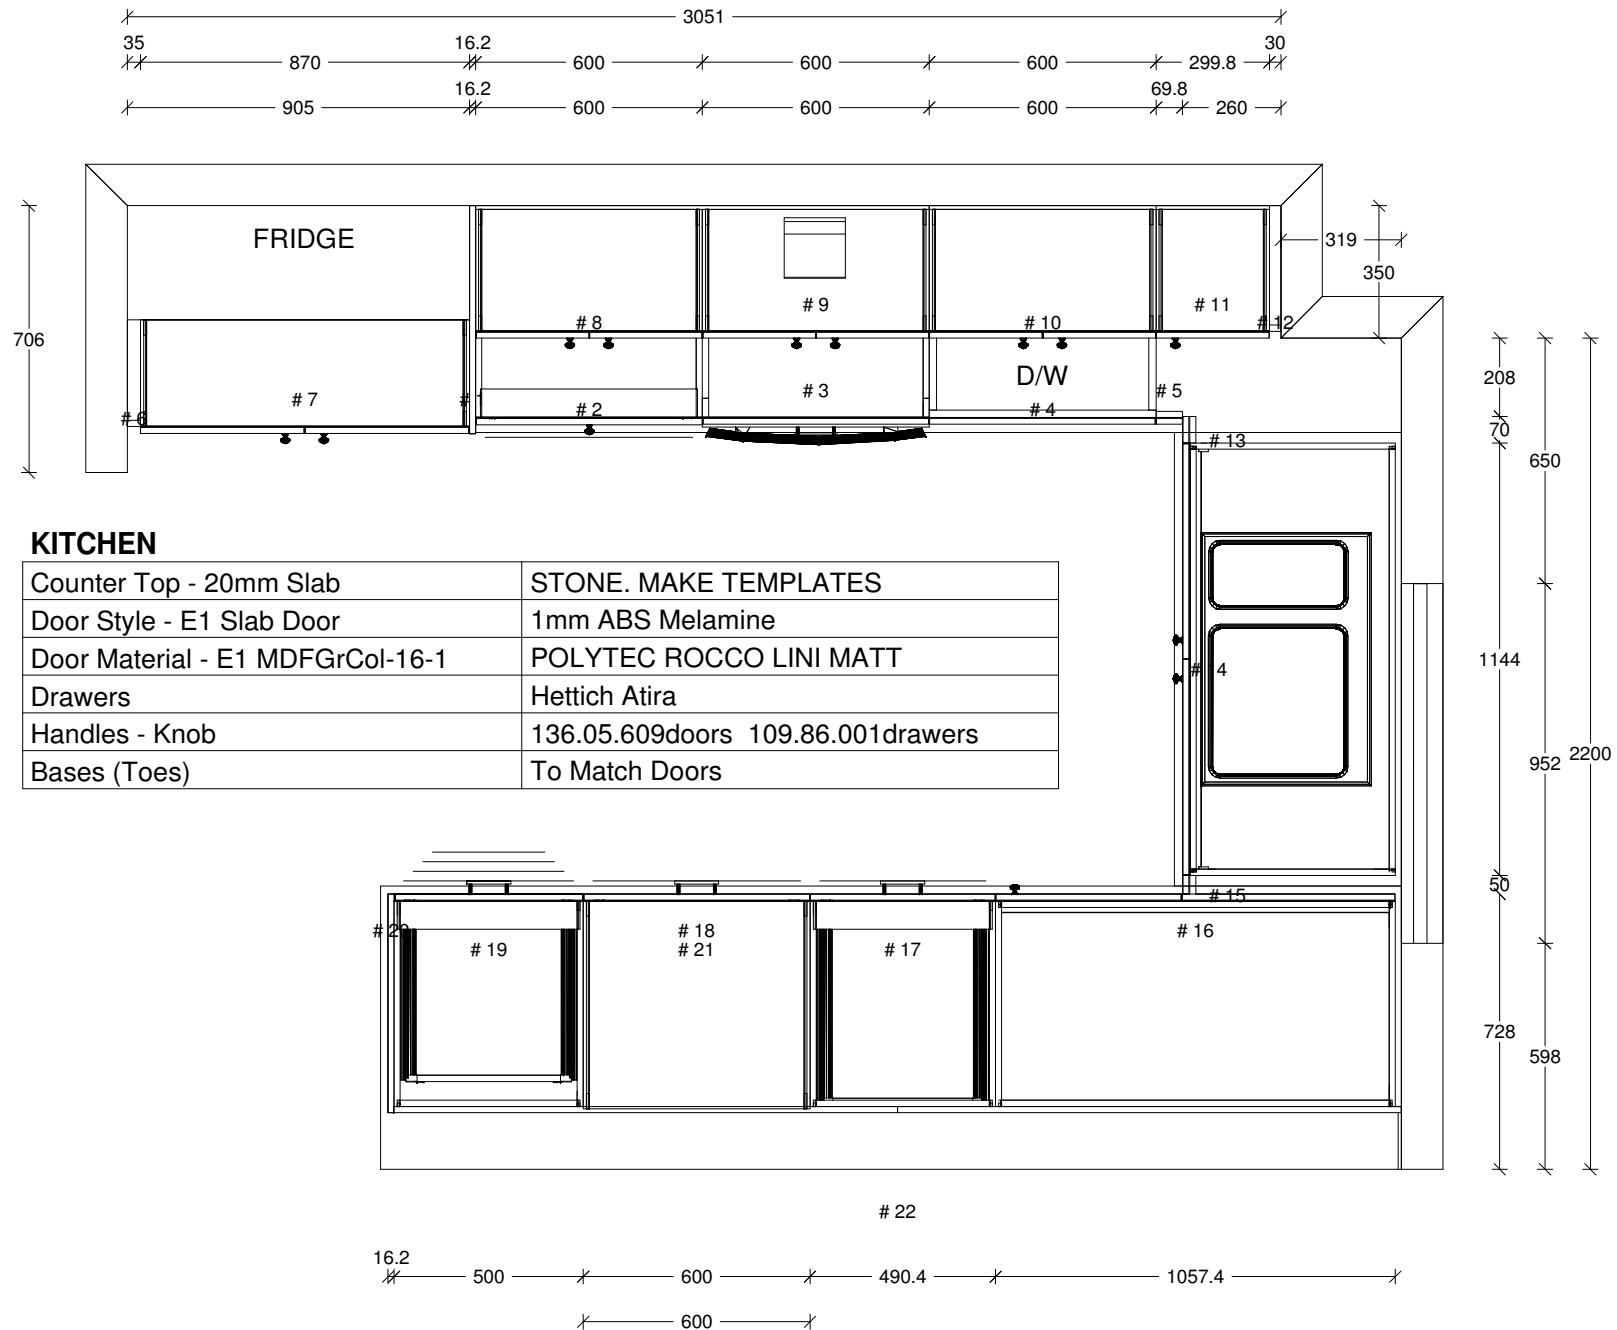 3051
35 16.2 30
870 600 600 600 299.8
16.2 69.8
905 600 600 600 260
FRIDGE
319
350
# 9 # 11
# 8 # 10 # 12
706
D/W
208
# 7 # 1 # 3 # 5
# 6 # 2 # 4
70
# 13
650
KITCHEN
Counter Top - 20mm Slab STONE. MAKE TEMPLATES
Door Style - E1 Slab Door 1mm ABS Melamine
Door Material - E1 MDFGrCol-16-1 POLYTEC ROCCO LINI MATT
Drawers Hettich Atira
Handles - Knob 136.05.609doors 109.86.001drawers
Bases (Toes) To Match Doors
1144
# 14
952 2200
50
# 15
# 20 # 18 # 16
# 19 # 21 # 17
728
598
# 22
16.2
500 600 490.4 1057.4
600